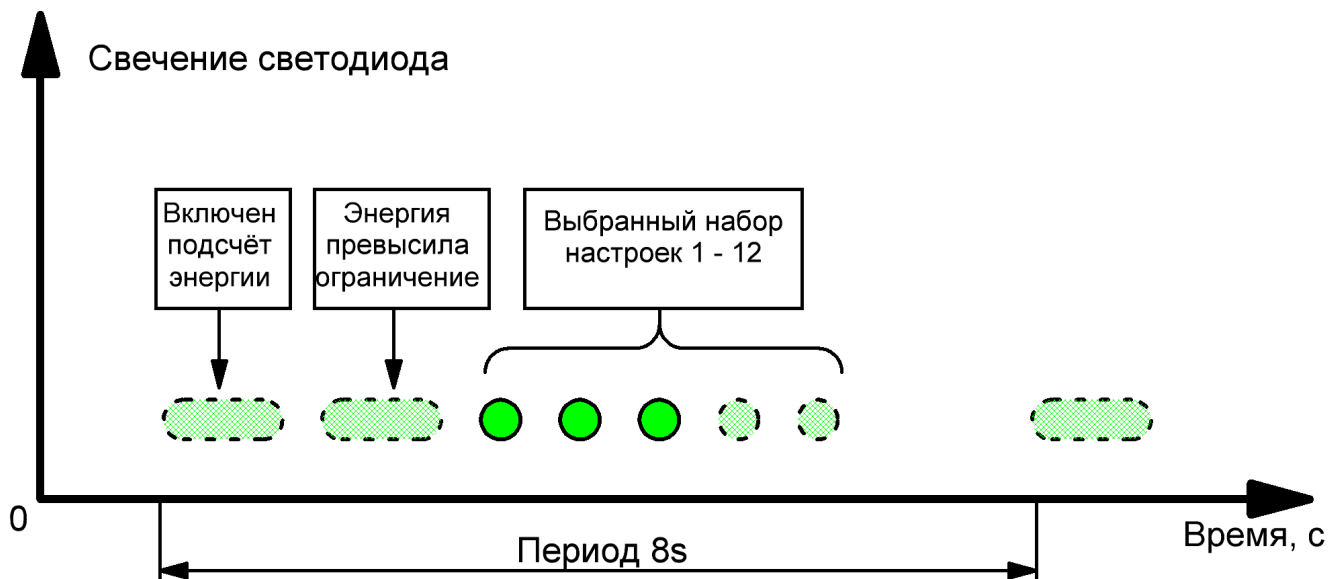 Свечение светодиода
Включен
подсчёт
энергии
Энергия
превысила
ограничение
Выбранный набор
настроек 1 - 12
0
Время, с
Период 8s